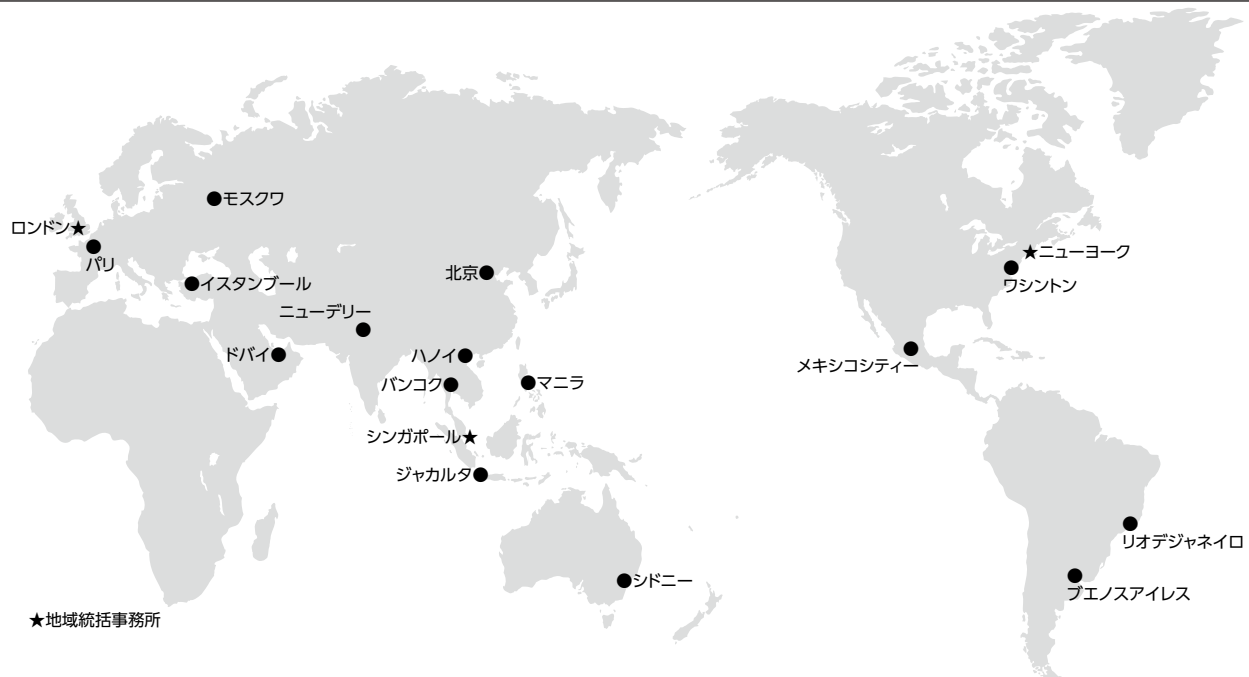 モスクワ
ロンドン★
パリ
イスタンブール
北京
★ニューヨーク
ワシントン
ニューデリー
ドバイ
ハノイ
メキシコシティー
バンコク
マニラ
シンガポール★
ジャカルタ
リオデジャネイロ
シドニー
ブエノスアイレス
★地域統括事務所